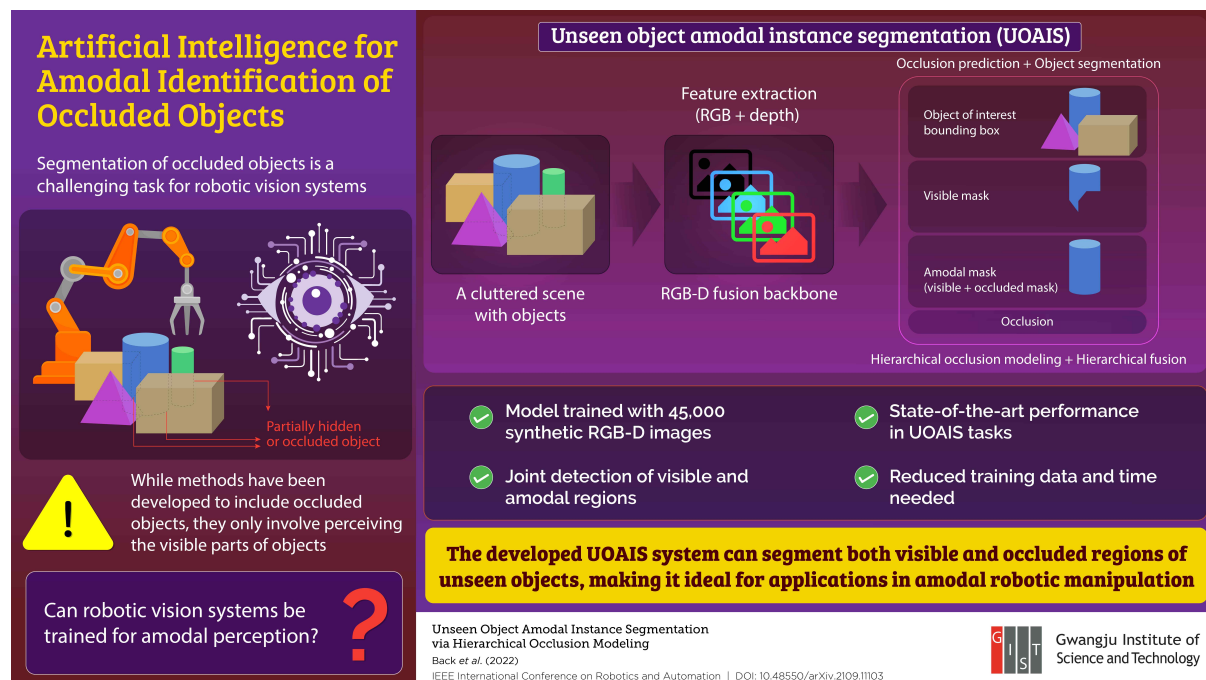 Artificial Intelligence for
Amodal Identification of
Occluded Objects
Segmentation of occluded objects is a
challenging task for robotic vision systems
Partially hidden
or occluded object
!
While methods have been
developed to include occluded
objects, they only involve perceiving
the visible parts of objects
Can robotic vision systems be
trained for amodal perception?
?
Unseen object amodal instance segmentation (UOAIS)
A cluttered scene
with objects
Feature extraction
(RGB + depth)
RGB-D fusion backbone
Occlusion prediction + Object segmentation
Object of interest
bounding box
Visible mask
Amodal mask
(visible + occluded mask)
Occlusion
Hierarchical occlusion modeling + Hierarchical fusion
Model trained with 45,000
synthetic RGB-D images
Joint detection of visible and
amodal regions
State-of-the-art performance
in UOAIS tasks
Reduced training data and time
needed
The developed UOAIS system can segment both visible and occluded regions of
unseen objects, making it ideal for applications in amodal robotic manipulation
Unseen Object Amodal Instance Segmentation
via Hierarchical Occlusion Modeling
Back et al. (2022)
IEEE International Conference on Robotics and Automation | DOI: 10.48550/arXiv.2109.11103
GIST
Gwangju Institute of
Science and Technology